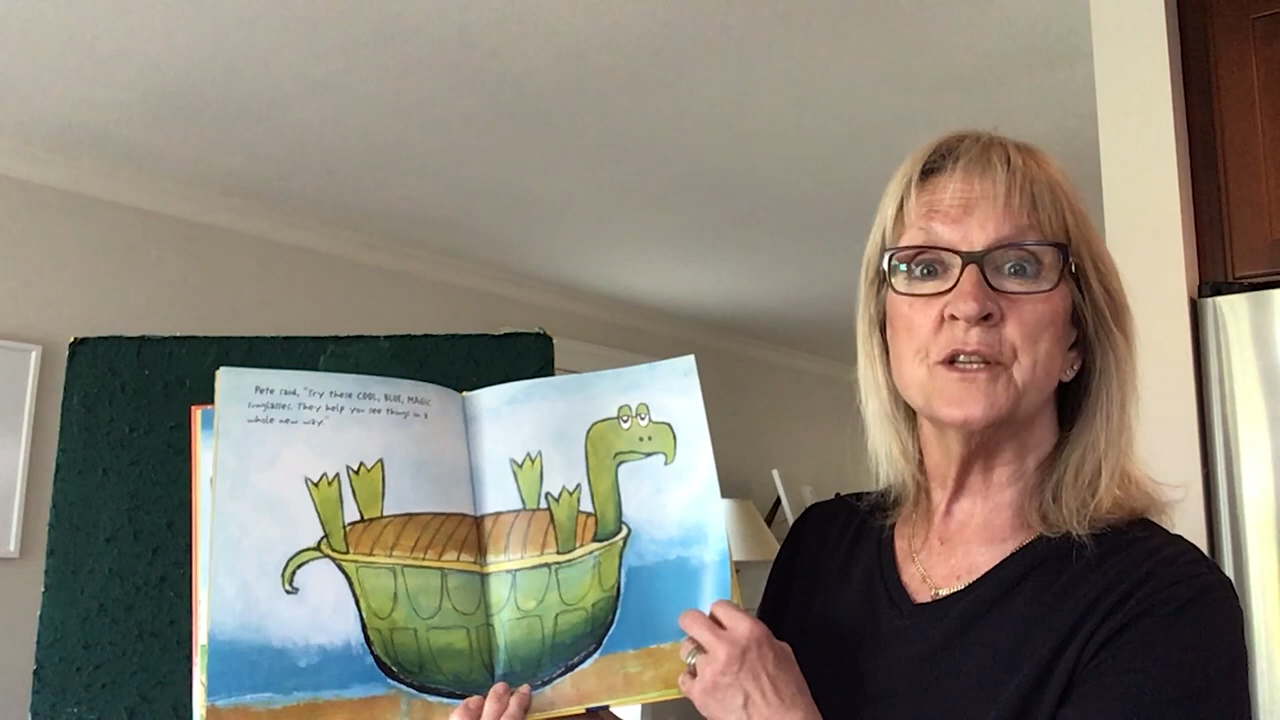 Pete said, "Try these COOL, BLUE, MAGIC
sunglasses. They help you see things in a
whole new way."